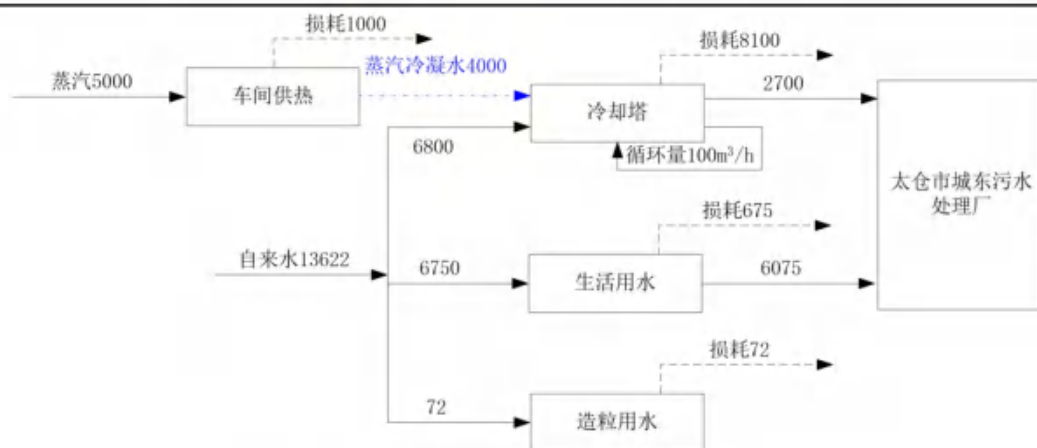 损耗1000
损耗8100
蒸汽5000
蒸汽冷凝水4000
车间供热
2700
冷却塔
6800
循环量100m³/h
太仓市城东污水
处理厂
损耗675
自来水13622
6750
生活用水
6075
损耗72
72
造粒用水